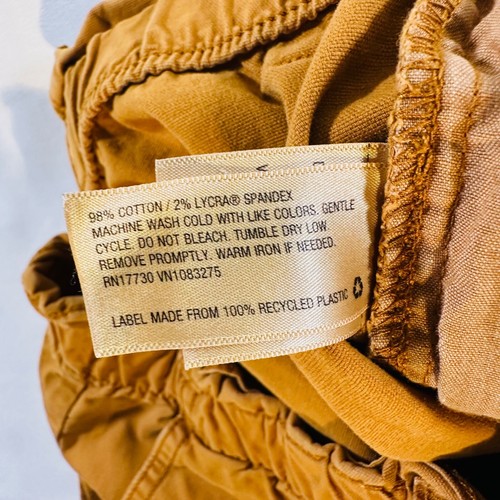 98% COTTON / 2% LYCRA® SPANDEX
MACHINE WASH COLD WITH LIKE COLORS. GENTLE
CYCLE. DO NOT BLEACH. TUMBLE DRY LOW
REMOVE PROMPTLY. WARM IRON IF NEEDED.
RN17730 VN1083275
LABEL MADE FROM 100% RECYCLED PLASTIC